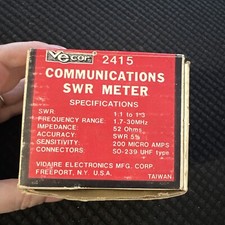 Vecor 2415
COMMUNICATIONS
SWR METER
SPECIFICATIONS
SWR: 1:1 to 1:3
FREQUENCY RANGE: 1.7-30MHz
IMPEDANCE: 52 Ohms
ACCURACY: SWR 5%
SENSITIVITY: 200 MICRO AMPS
CONNECTORS SO-239 UHF type
VIDAIRE ELECTRONICS MFG. CORP.
FREEPORT, N.Y. U.S.A.
TAIWAN